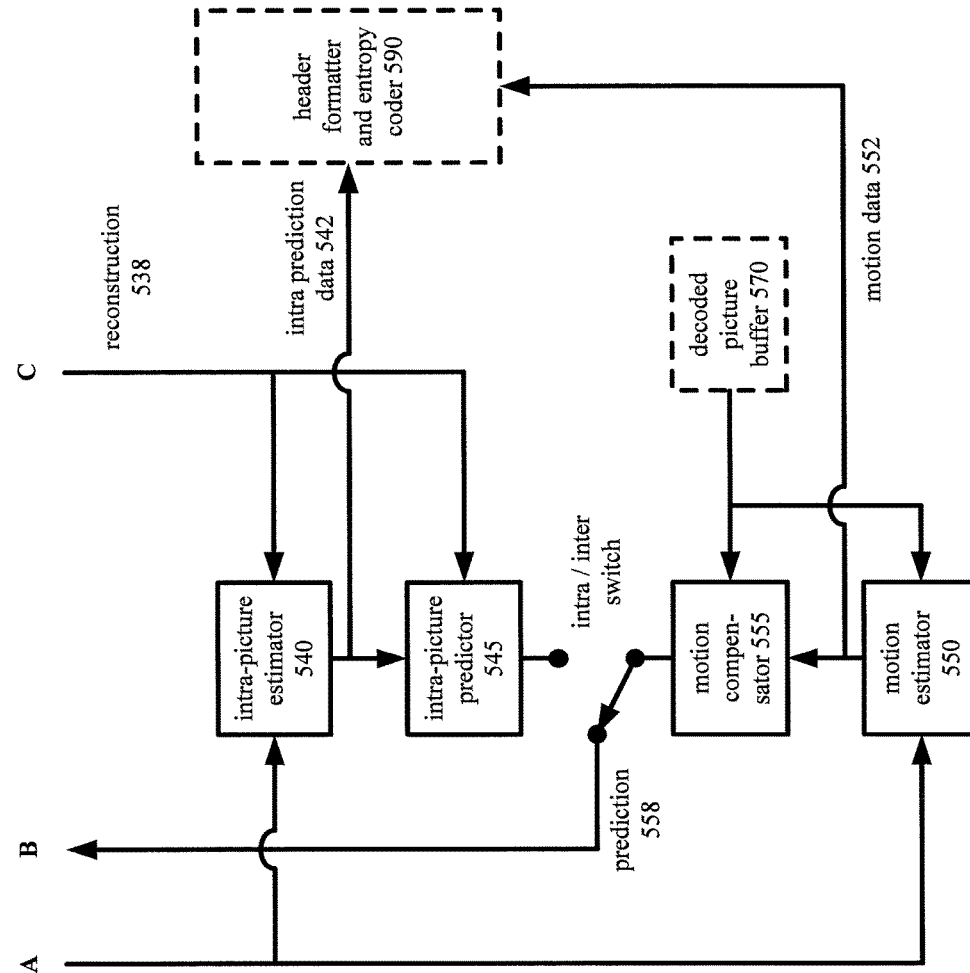 A
B
C
reconstruction
538
intra-picture
estimator
540
intra prediction
data 542
header
formatter
and entropy
coder 590
intra-picture
predictor
545
intra / inter
switch
prediction
558
motion
compen-
sator 555
decoded
picture
buffer 570
motion
estimator
550
motion data 552